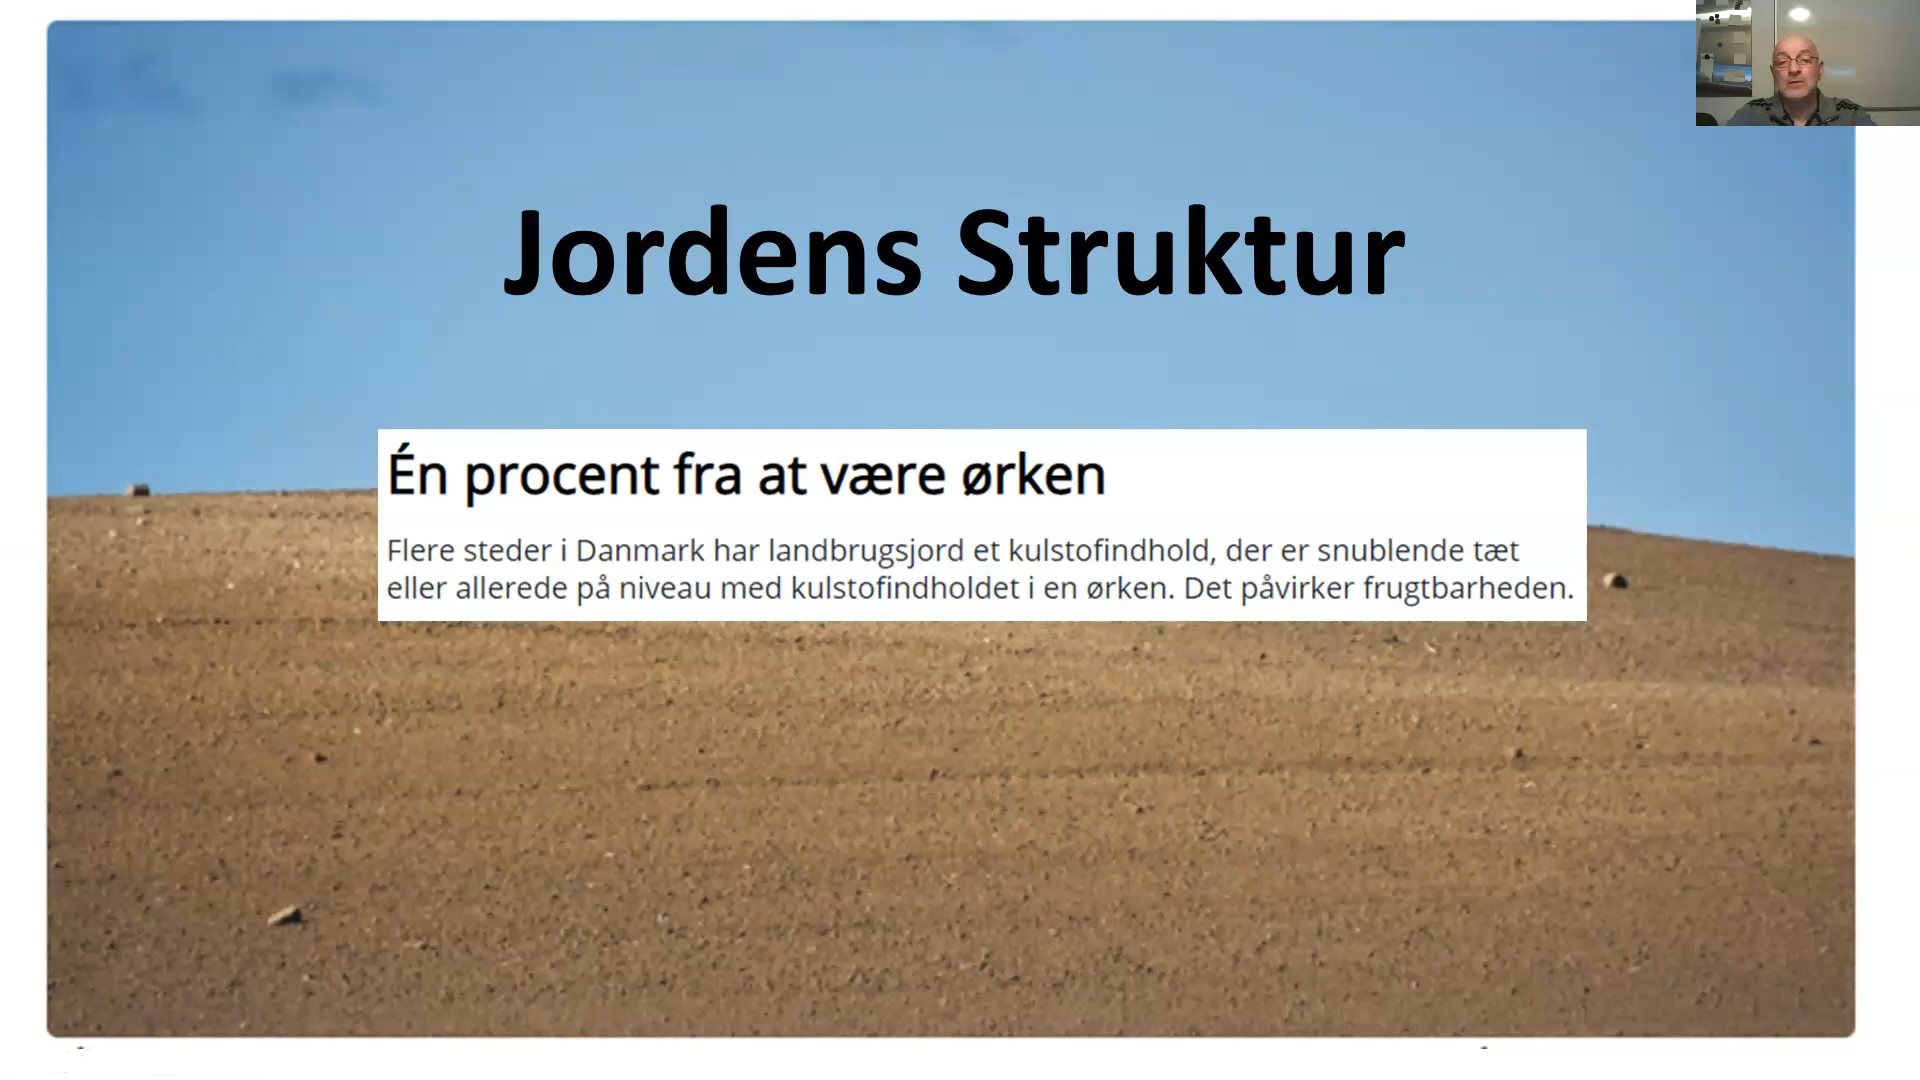 Jordens Struktur
Én procent fra at være ørken
Flere steder i Danmark har landbrugsjord et kulstofindhold, der er snublende tæt
eller allerede på niveau med kulstofindholdet i en ørken. Det påvirker frugtbarheden.